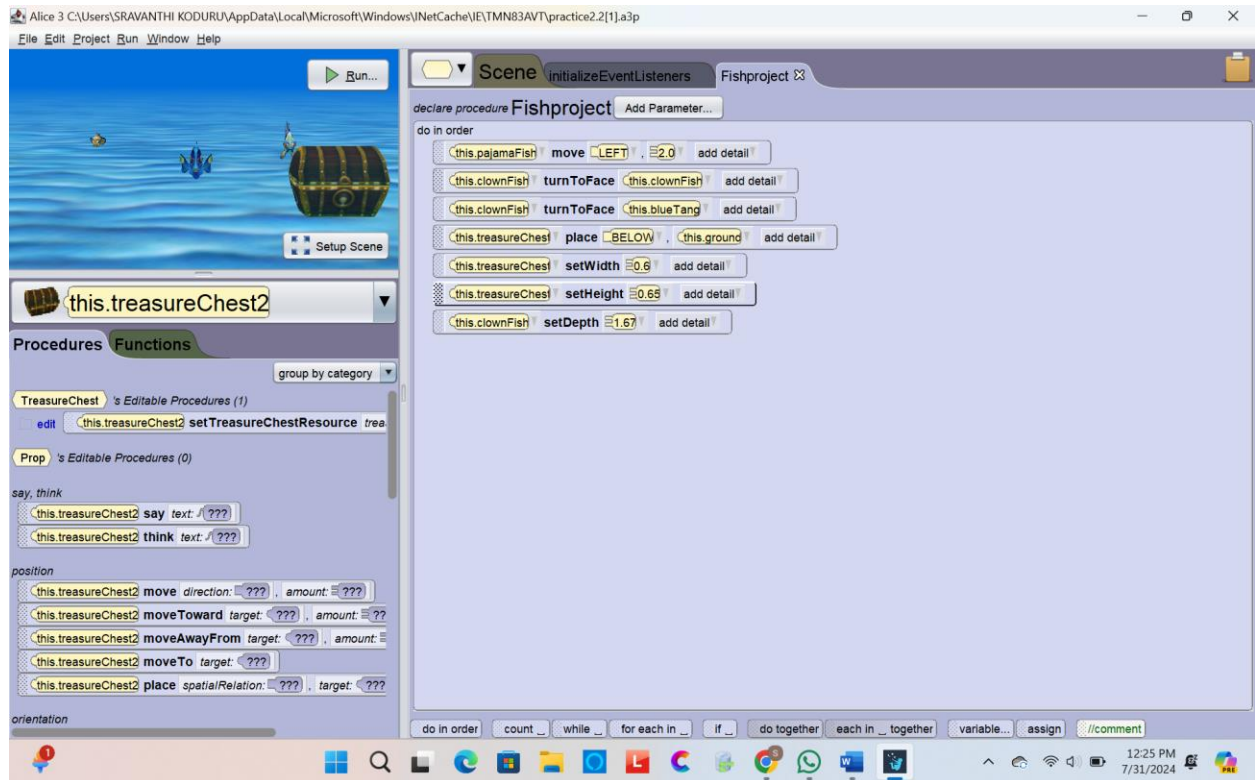 Alice 3 C:\Users\SRAVANTHI KODURU\AppData\Local\Microsoft\Windows\INetCache\IE\TMN83AVT\practice2.2[1].a3p
File Edit Project Run Window Help
Run...
Setup Scene
this.treasureChest2
Procedures Functions
group by category
TreasureChest 's Editable Procedures (1)
edit this.treasureChest2 setTreasureChestResource trea
Prop 's Editable Procedures (0)
say, think
this.treasureChest2 say text: ???
this.treasureChest2 think text: ???
position
this.treasureChest2 move direction: ??? , amount: ???
this.treasureChest2 moveToward target: ??? , amount: ??
this.treasureChest2 moveAwayFrom target: ??? , amount:
this.treasureChest2 moveTo target: ???
this.treasureChest2 place spatialRelation: ??? , target: ???
orientation
Scene initializeEventListeners Fishproject
declare procedure Fishproject Add Parameter...
do in order
this.pajamaFish move LEFT , 2.0 add detail
this.clownFish turnToFace this.clownFish add detail
this.clownFish turnToFace this.blueTang add detail
this.treasureChest place BELOW , this.ground add detail
this.treasureChest setWidth 0.6 add detail
this.treasureChest setHeight 0.65 add detail
this.clownFish setDepth 1.67 add detail
do in order count _ while _ for each in _ if _ do together each in _ together variable... assign //comment
1
S
PRE
12:25 PM
7/31/2024